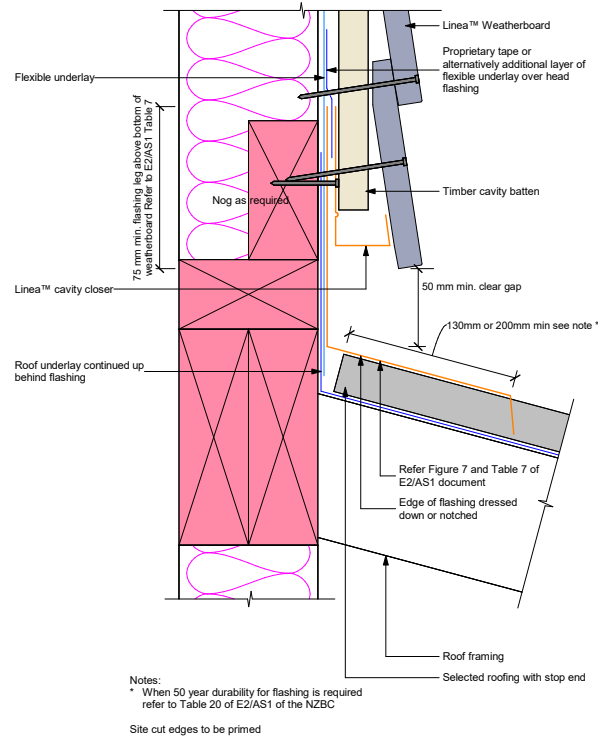 Linea™ Weatherboard
Proprietary tape or
alternatively additional layer of
flexible underlay over head
flashing
Flexible underlay
75 mm min. flashing leg above bottom of
weatherboard Refer to E2/AS1 Table 7
Nog as required
Timber cavity batten
Linea™ cavity closer
50 mm min. clear gap
130mm or 200mm min see note *
Roof underlay continued up
behind flashing
Refer Figure 7 and Table 7 of
E2/AS1 document
Edge of flashing dressed
down or notched
Roof framing
Selected roofing with stop end
Notes:
* When 50 year durability for flashing is required
refer to Table 20 of E2/AS1 of the NZBC
Site cut edges to be primed